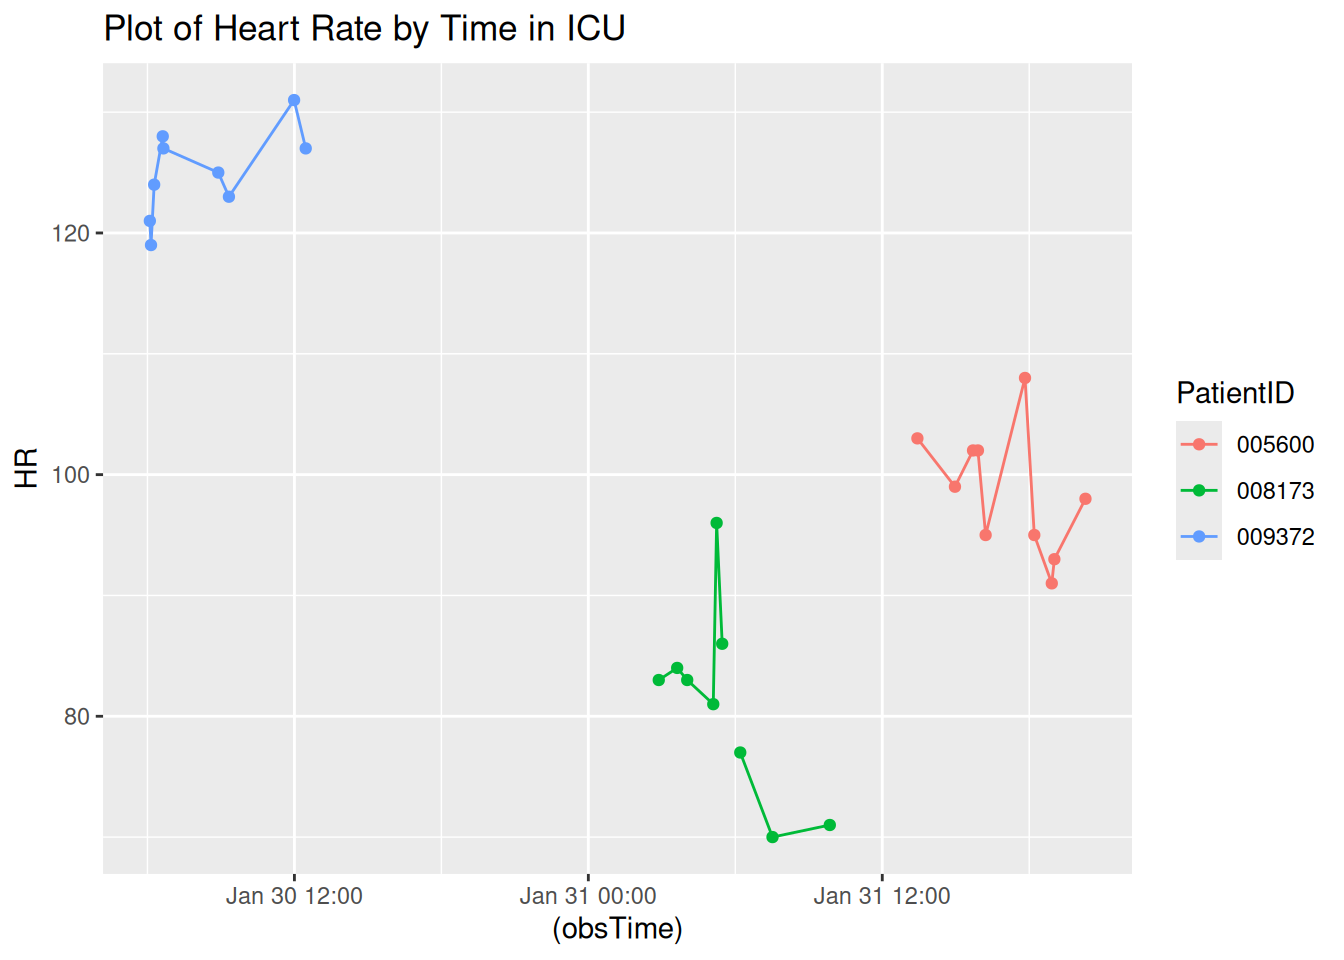 Plot of Heart Rate by Time in ICU
HR
120
100
80
Jan 30 12:00
Jan 31 00:00
Jan 31 12:00
(obsTime)
PatientID
005600
008173
009372